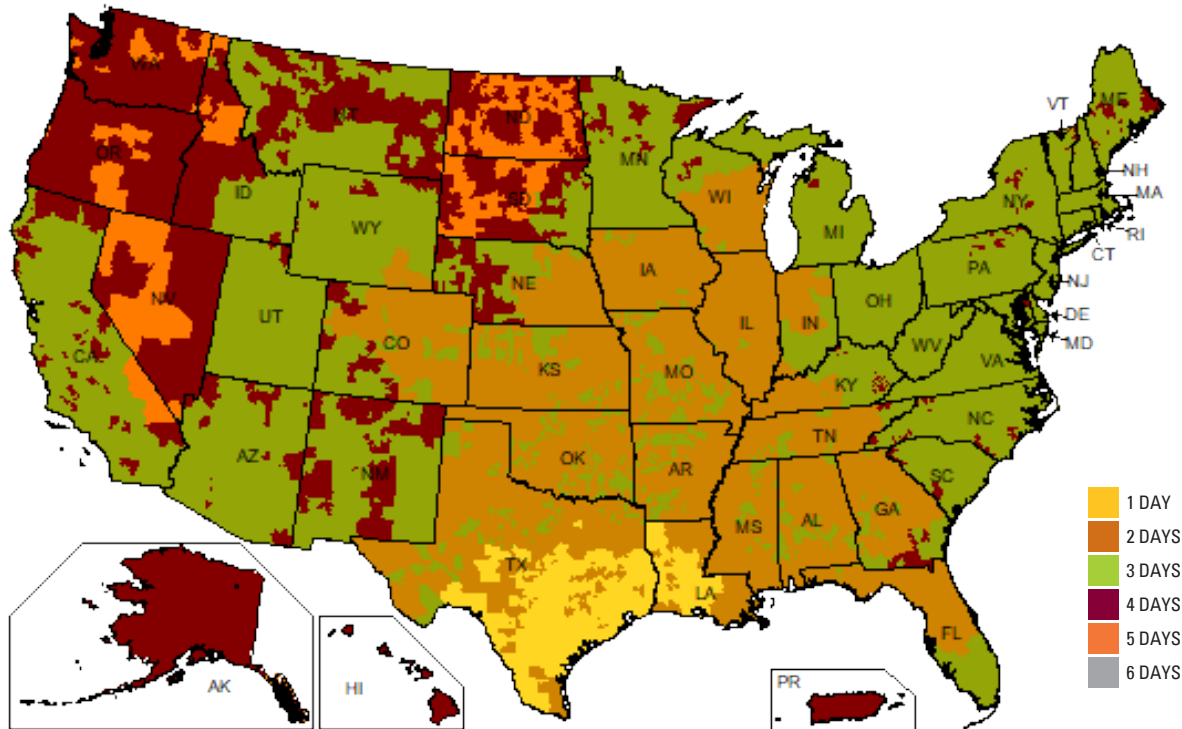 WA
MT
ND
OR
ID
MN
SD
WY
WI
MI
NY
ME
VT
NH
MA
RI
CT
NV
UT
CA
NE
IA
CO
KS
MO
IL
IN
OH
PA
NJ
DE
MD
WV
VA
KY
NC
TN
SC
AZ
NM
OK
AR
TX
LA
MS
AL
GA
FL
AK
HI
PR
1 DAY
2 DAYS
3 DAYS
4 DAYS
5 DAYS
6 DAYS